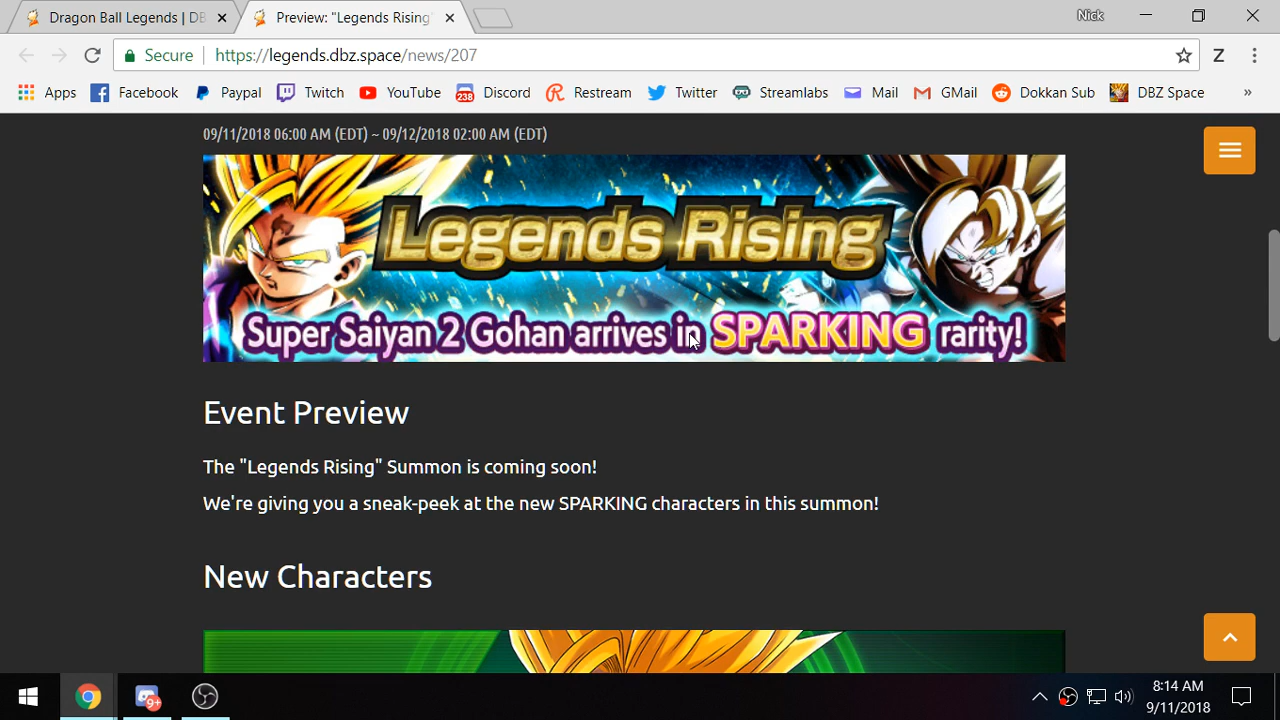 Dragon Ball Legends | DB
Preview: "Legends Rising"
Nick
Secure
https://legends.dbz.space/news/207
Z
Apps
Facebook
Paypal
Twitch
YouTube
238
Discord
Restream
Twitter
Streamlabs
Mail
GMail
Dokkan Sub
DBZ Space
»
09/11/2018 06:00 AM (EDT) ~ 09/12/2018 02:00 AM (EDT)
Legends Rising
Super Saiyan 2 Gohan arrives in SPARKING rarity!
Event Preview
The "Legends Rising" Summon is coming soon!
We're giving you a sneak-peek at the new SPARKING characters in this summon!
New Characters
9+
8:14 AM
9/11/2018